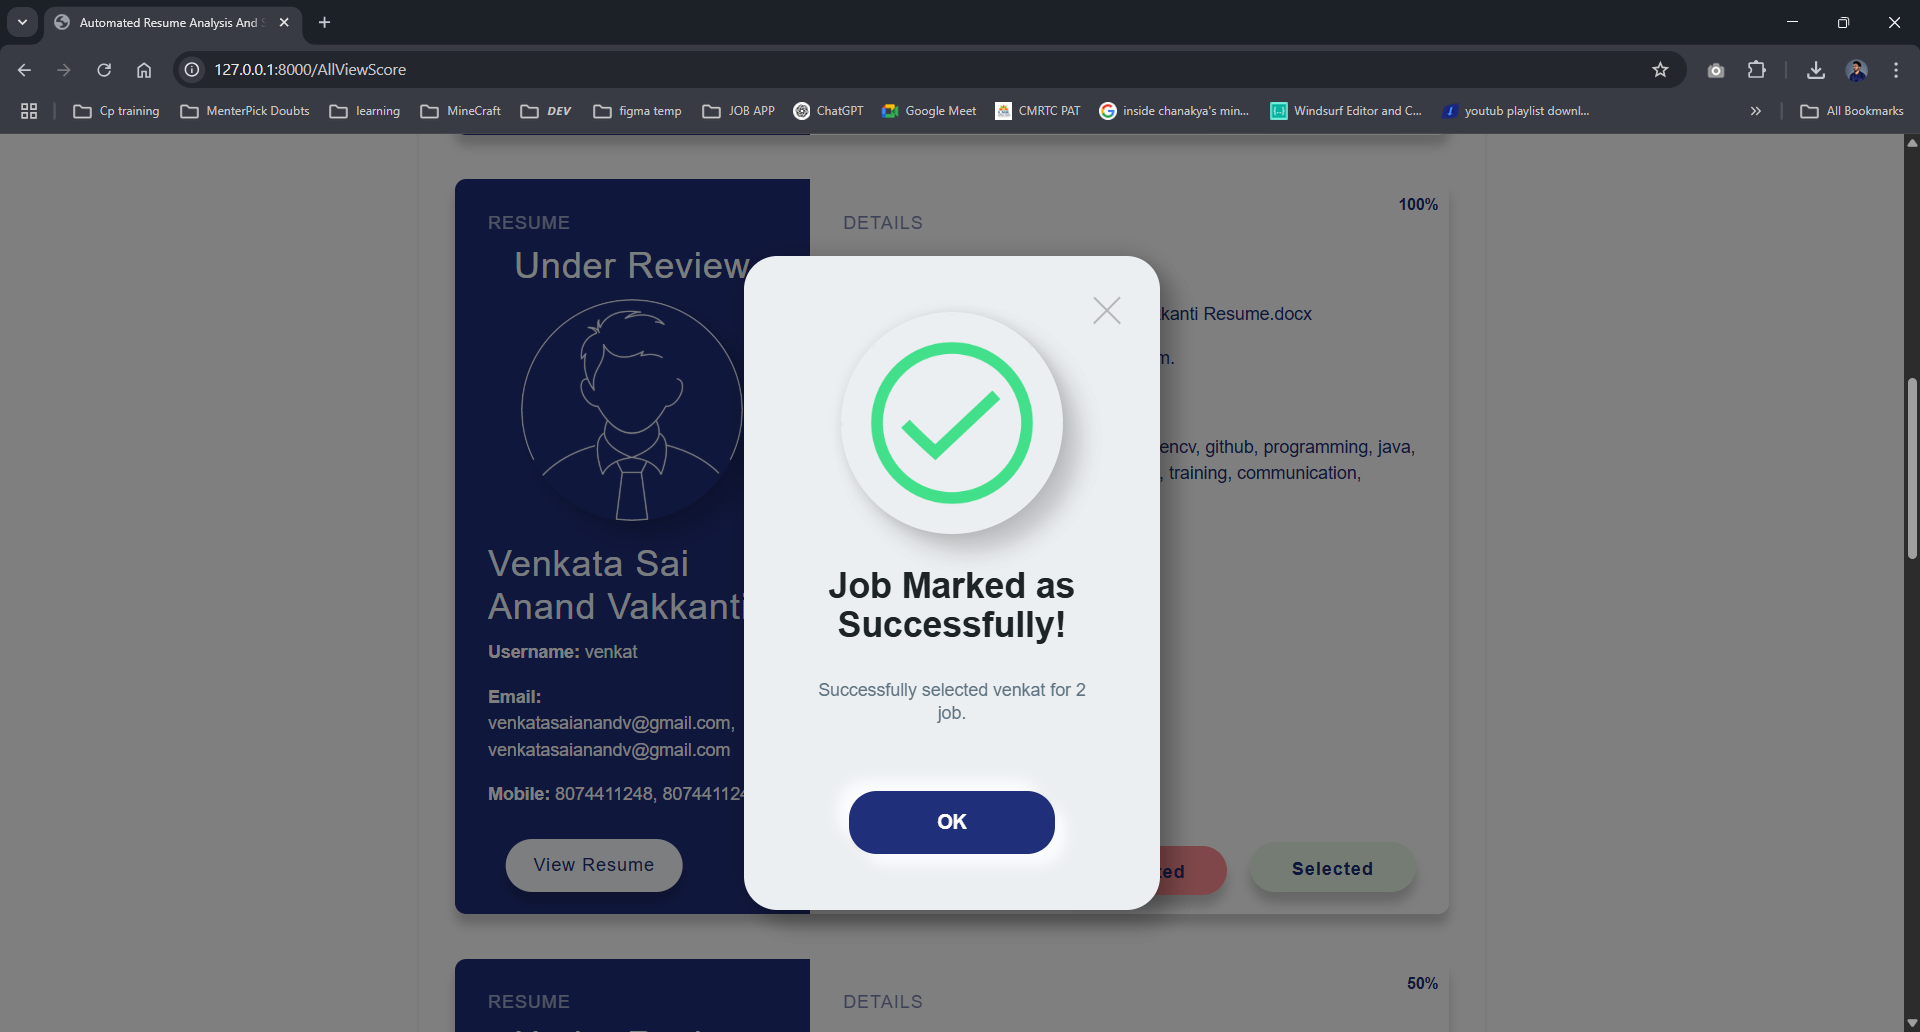 Automated Resume Analysis And
127.0.0.1:8000/AllViewScore
Cp training
MenterPick Doubts
learning
MineCraft
DEV
figma temp
JOB APP
ChatGPT
Google Meet
CMRTC PAT
inside chanakya's min...
Windsurf Editor and C...
youtub playlist downl...
All Bookmarks
RESUME
Under Review
Venkata Sai
Anand Vakkanti
Username: venkat
Email:
venkatasaianandv@gmail.com,
venkatasaianandv@gmail.com
Mobile: 8074411248, 807441124
View Resume
DETAILS
100%
kanti Resume.docx
m.
encv, github, programming, java,
, training, communication,
ed
Selected
Job Marked as
Successfully!
Successfully selected venkat for 2
job.
OK
RESUME
DETAILS
50%